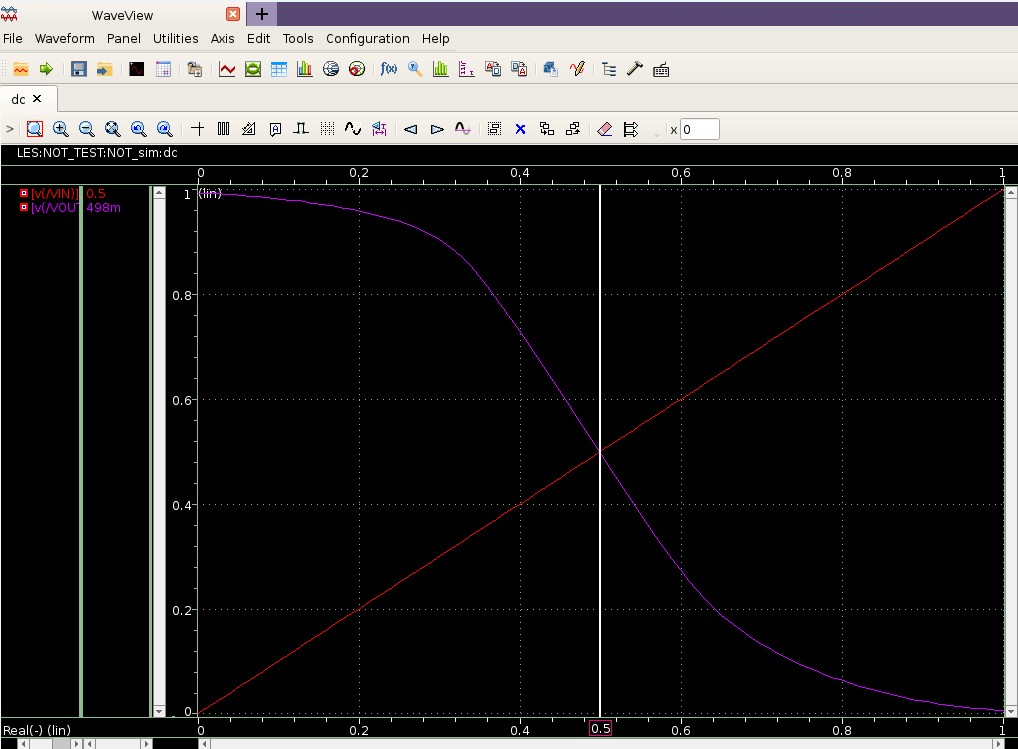 WaveView
File Waveform Panel Utilities Axis Edit Tools Configuration Help
dc
x 0
LES:NOT_TEST:NOT_sim:dc
0 0.2 0.4 0.6 0.8 1
[v(/VIN)] 0.5
[v(/VOU 498m
1 (lin)
0.8
0.6
0.4
0.2
0
Real(-) (lin) 0 0.2 0.4 0.5 0.6 0.8 1